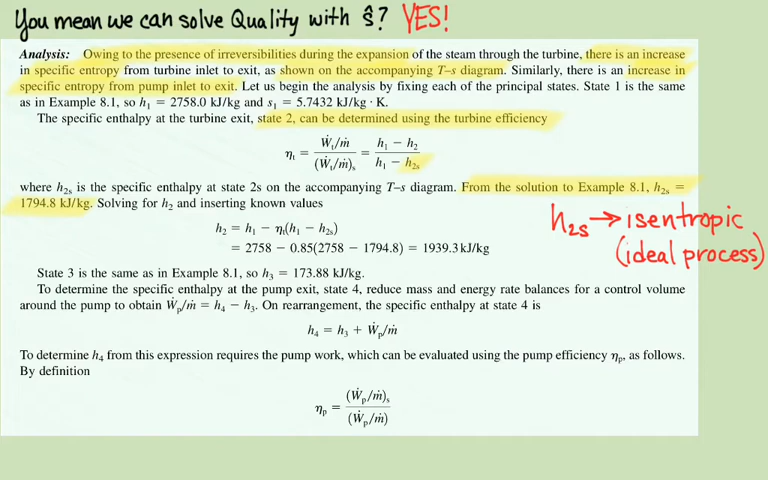 You mean we can solve Quality with ŝ? YES!
Analysis: Owing to the presence of irreversibilities during the expansion of the steam through the turbine, there is an increase
in specific entropy from turbine inlet to exit, as shown on the accompanying T–s diagram. Similarly, there is an increase in
specific entropy from pump inlet to exit. Let us begin the analysis by fixing each of the principal states. State 1 is the same
as in Example 8.1, so h₁ = 2758.0 kJ/kg and s₁ = 5.7432 kJ/kg · K.
The specific enthalpy at the turbine exit, state 2, can be determined using the turbine efficiency
ηₜ = (Ẇₜ/ṁ) / (Ẇₜ/ṁ)ₛ = (h₁ − h₂) / (h₁ − h₂ₛ)
where h₂ₛ is the specific enthalpy at state 2s on the accompanying T–s diagram. From the solution to Example 8.1, h₂ₛ =
1794.8 kJ/kg. Solving for h₂ and inserting known values
h₂ₛ → isentropic
(ideal process)
h₂ = h₁ − ηₜ(h₁ − h₂ₛ)
= 2758 − 0.85(2758 − 1794.8) = 1939.3 kJ/kg
State 3 is the same as in Example 8.1, so h₃ = 173.88 kJ/kg.
To determine the specific enthalpy at the pump exit, state 4, reduce mass and energy rate balances for a control volume
around the pump to obtain Ẇₚ/ṁ = h₄ − h₃. On rearrangement, the specific enthalpy at state 4 is
h₄ = h₃ + Ẇₚ/ṁ
To determine h₄ from this expression requires the pump work, which can be evaluated using the pump efficiency ηₚ, as follows.
By definition
ηₚ = (Ẇₚ/ṁ)ₛ / (Ẇₚ/ṁ)